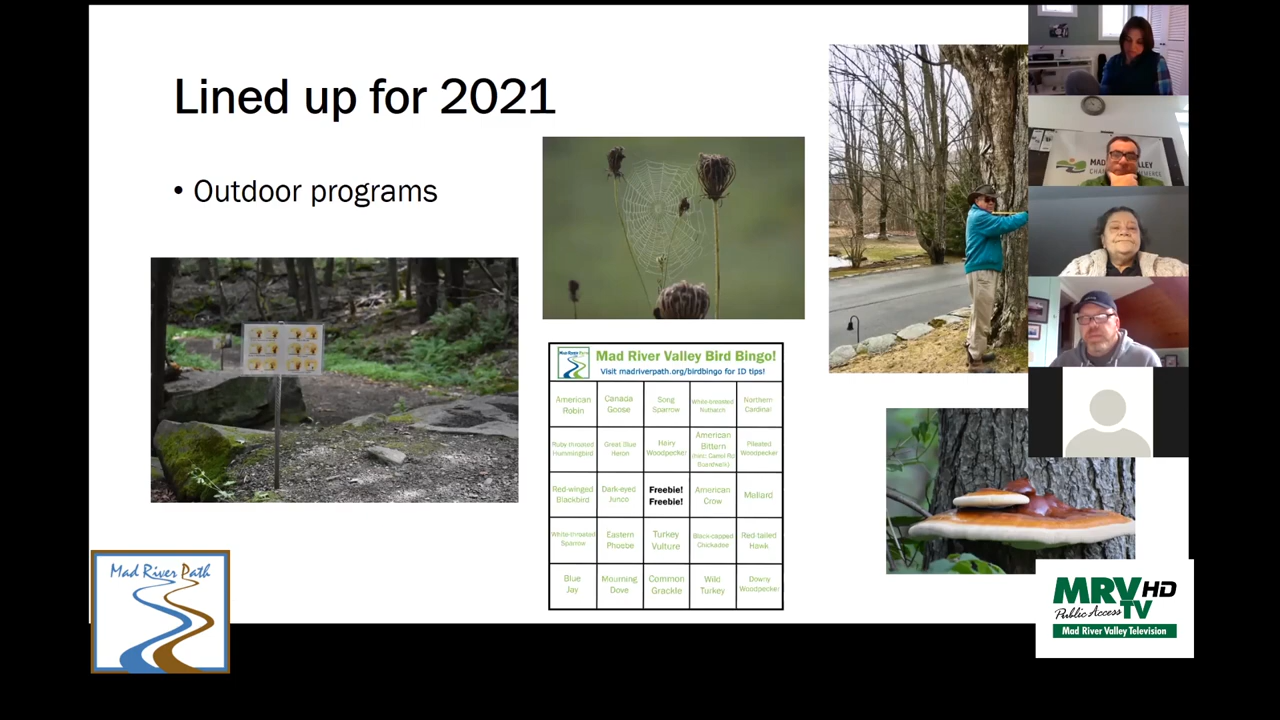 Lined up for 2021
• Outdoor programs
Mad River Valley Bird Bingo!
Visit madriverpath.org/birdbingo for ID tips!
American Robin
Canada Goose
Song Sparrow
White-breasted Nuthatch
Northern Cardinal
Ruby-throated Hummingbird
Great Blue Heron
Hairy Woodpecker
American Bittern
Pileated Woodpecker
Red-winged Blackbird
Dark-eyed Junco
Freebie! Freebie!
American Crow
Mallard
White-throated Sparrow
Eastern Phoebe
Turkey Vulture
Black-capped Chickadee
Red-tailed Hawk
Blue Jay
Mourning Dove
Common Grackle
Wild Turkey
Downy Woodpecker
Mad River Path
MRV HD
Public Access TV
Mad River Valley Television